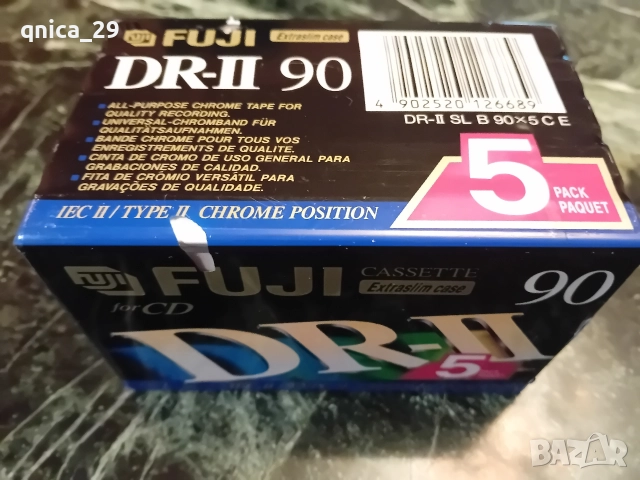 qnica_29
FUJI FUJI Extraslim case
DR-II 90
ALL-PURPOSE CHROME TAPE FOR
QUALITY RECORDING.
UNIVERSAL-CHROMBAND FÜR
QUALITÄTSAUFNAHMEN.
BANDE CHROME POUR TOUS VOS
ENREGISTREMENTS DE QUALITE.
CINTA DE CROMO DE USO GENERAL PARA
GRABACIONES DE CALIDAD.
FITA DE CRÓMIO VERSÁTIL PARA
GRAVAÇÕES DE QUALIDADE.
IEC II/TYPE II CHROME POSITION
4 902520 126689
DR-II SL B 90×5 C E
5 PACK
PAQUET
FUJI FUJI CASSETTE
Extraslim case
90
for CD
DR-II
5
BAZAR